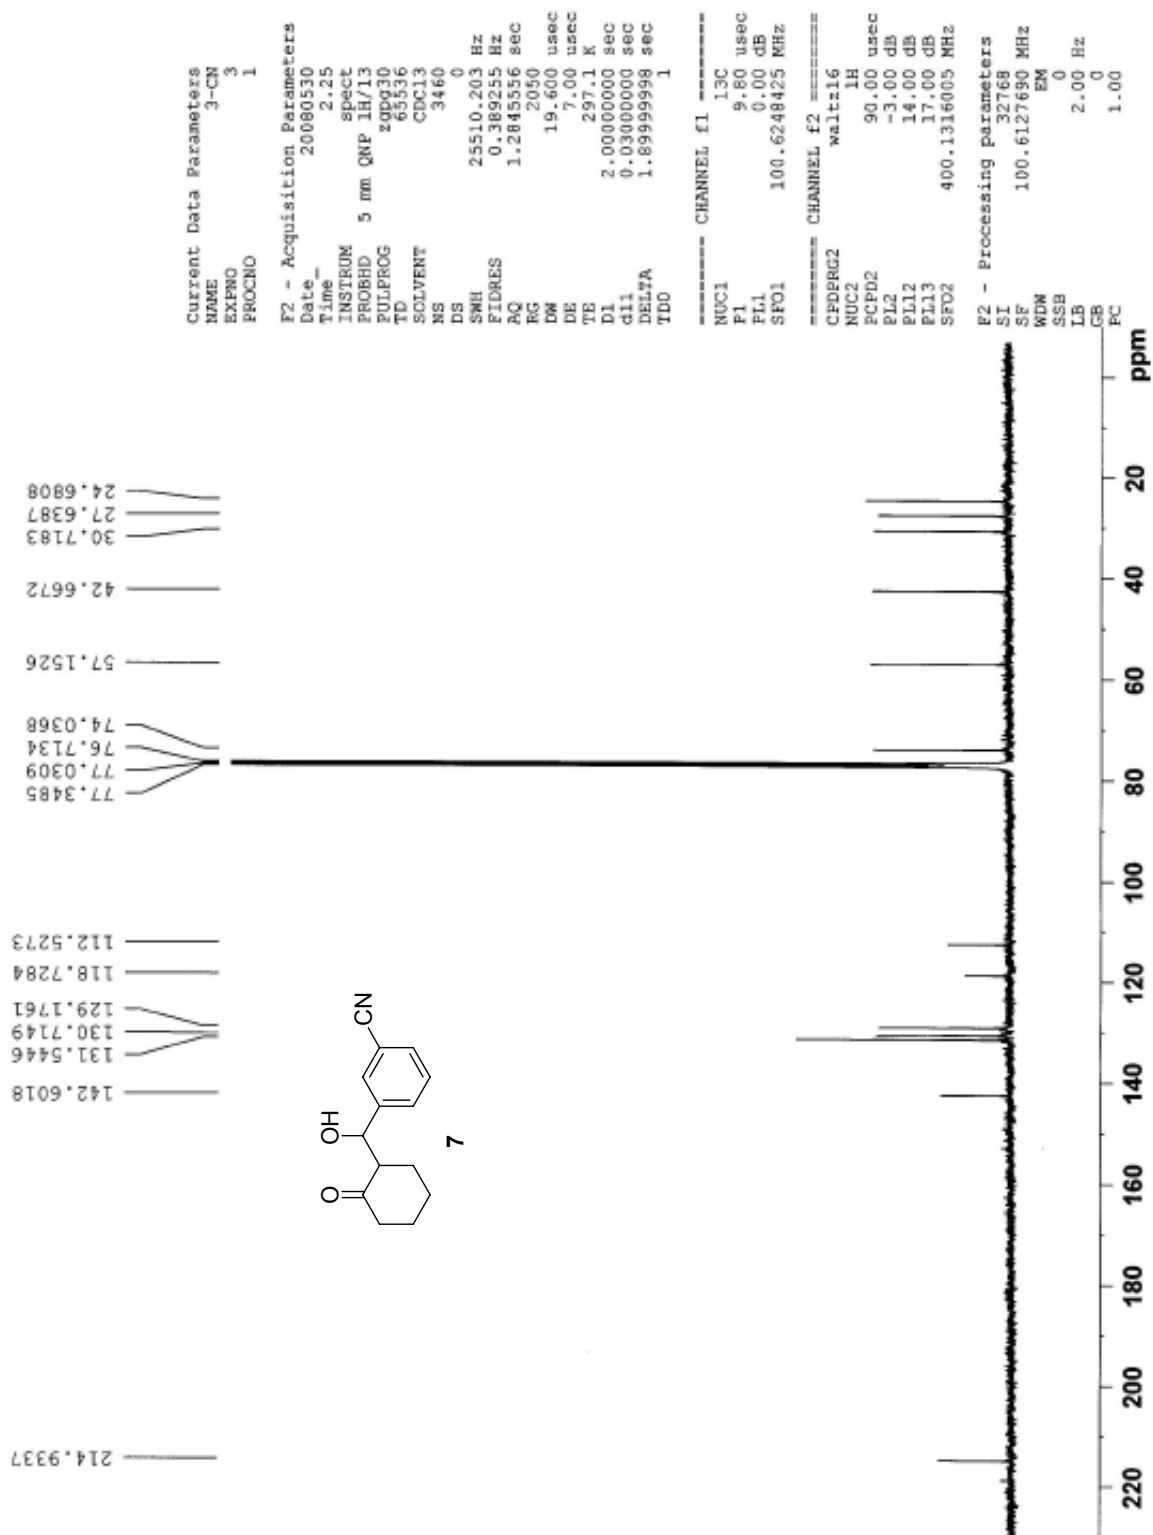 Current Data Parameters
NAME 3-CN
EXPNO 3
PROCNO 1
F2 - Acquisition Parameters
Date_ 20080530
Time 2.25
INSTRUM spect
PROBHD 5 mm QNP 1H/13
PULPROG zgpg30
TD 65536
SOLVENT CDCl3
NS 3460
DS 0
SWH 25510.203 Hz
FIDRES 0.389255 Hz
AQ 1.2845556 sec
RG 2050
DW 19.600 usec
DE 7.00 usec
TE 297.1 K
D1 2.00000000 sec
d11 0.03000000 sec
DELTA 1.89999998 sec
TD0 1
======== CHANNEL f1 ========
NUC1 13C
P1 9.80 usec
PL1 0.00 dB
SFO1 100.6248425 MHz
======== CHANNEL f2 ========
CPDPRG2 waltz16
NUC2 1H
PCPD2 90.00 usec
PL2 -3.00 dB
PL12 14.00 dB
PL13 17.00 dB
SFO2 400.1316005 MHz
F2 - Processing parameters
SI 32768
SF 100.6127690 MHz
WDW EM
SSB 0
LB 2.00 Hz
GB 0
PC 1.00
214.9337
142.6018
131.5446
130.7149
129.1761
118.7284
112.5273
77.3485
77.0309
76.7134
74.0368
57.1526
42.6672
30.7183
27.6387
24.6808
O
OH
CN
7
220 200 180 160 140 120 100 80 60 40 20 ppm